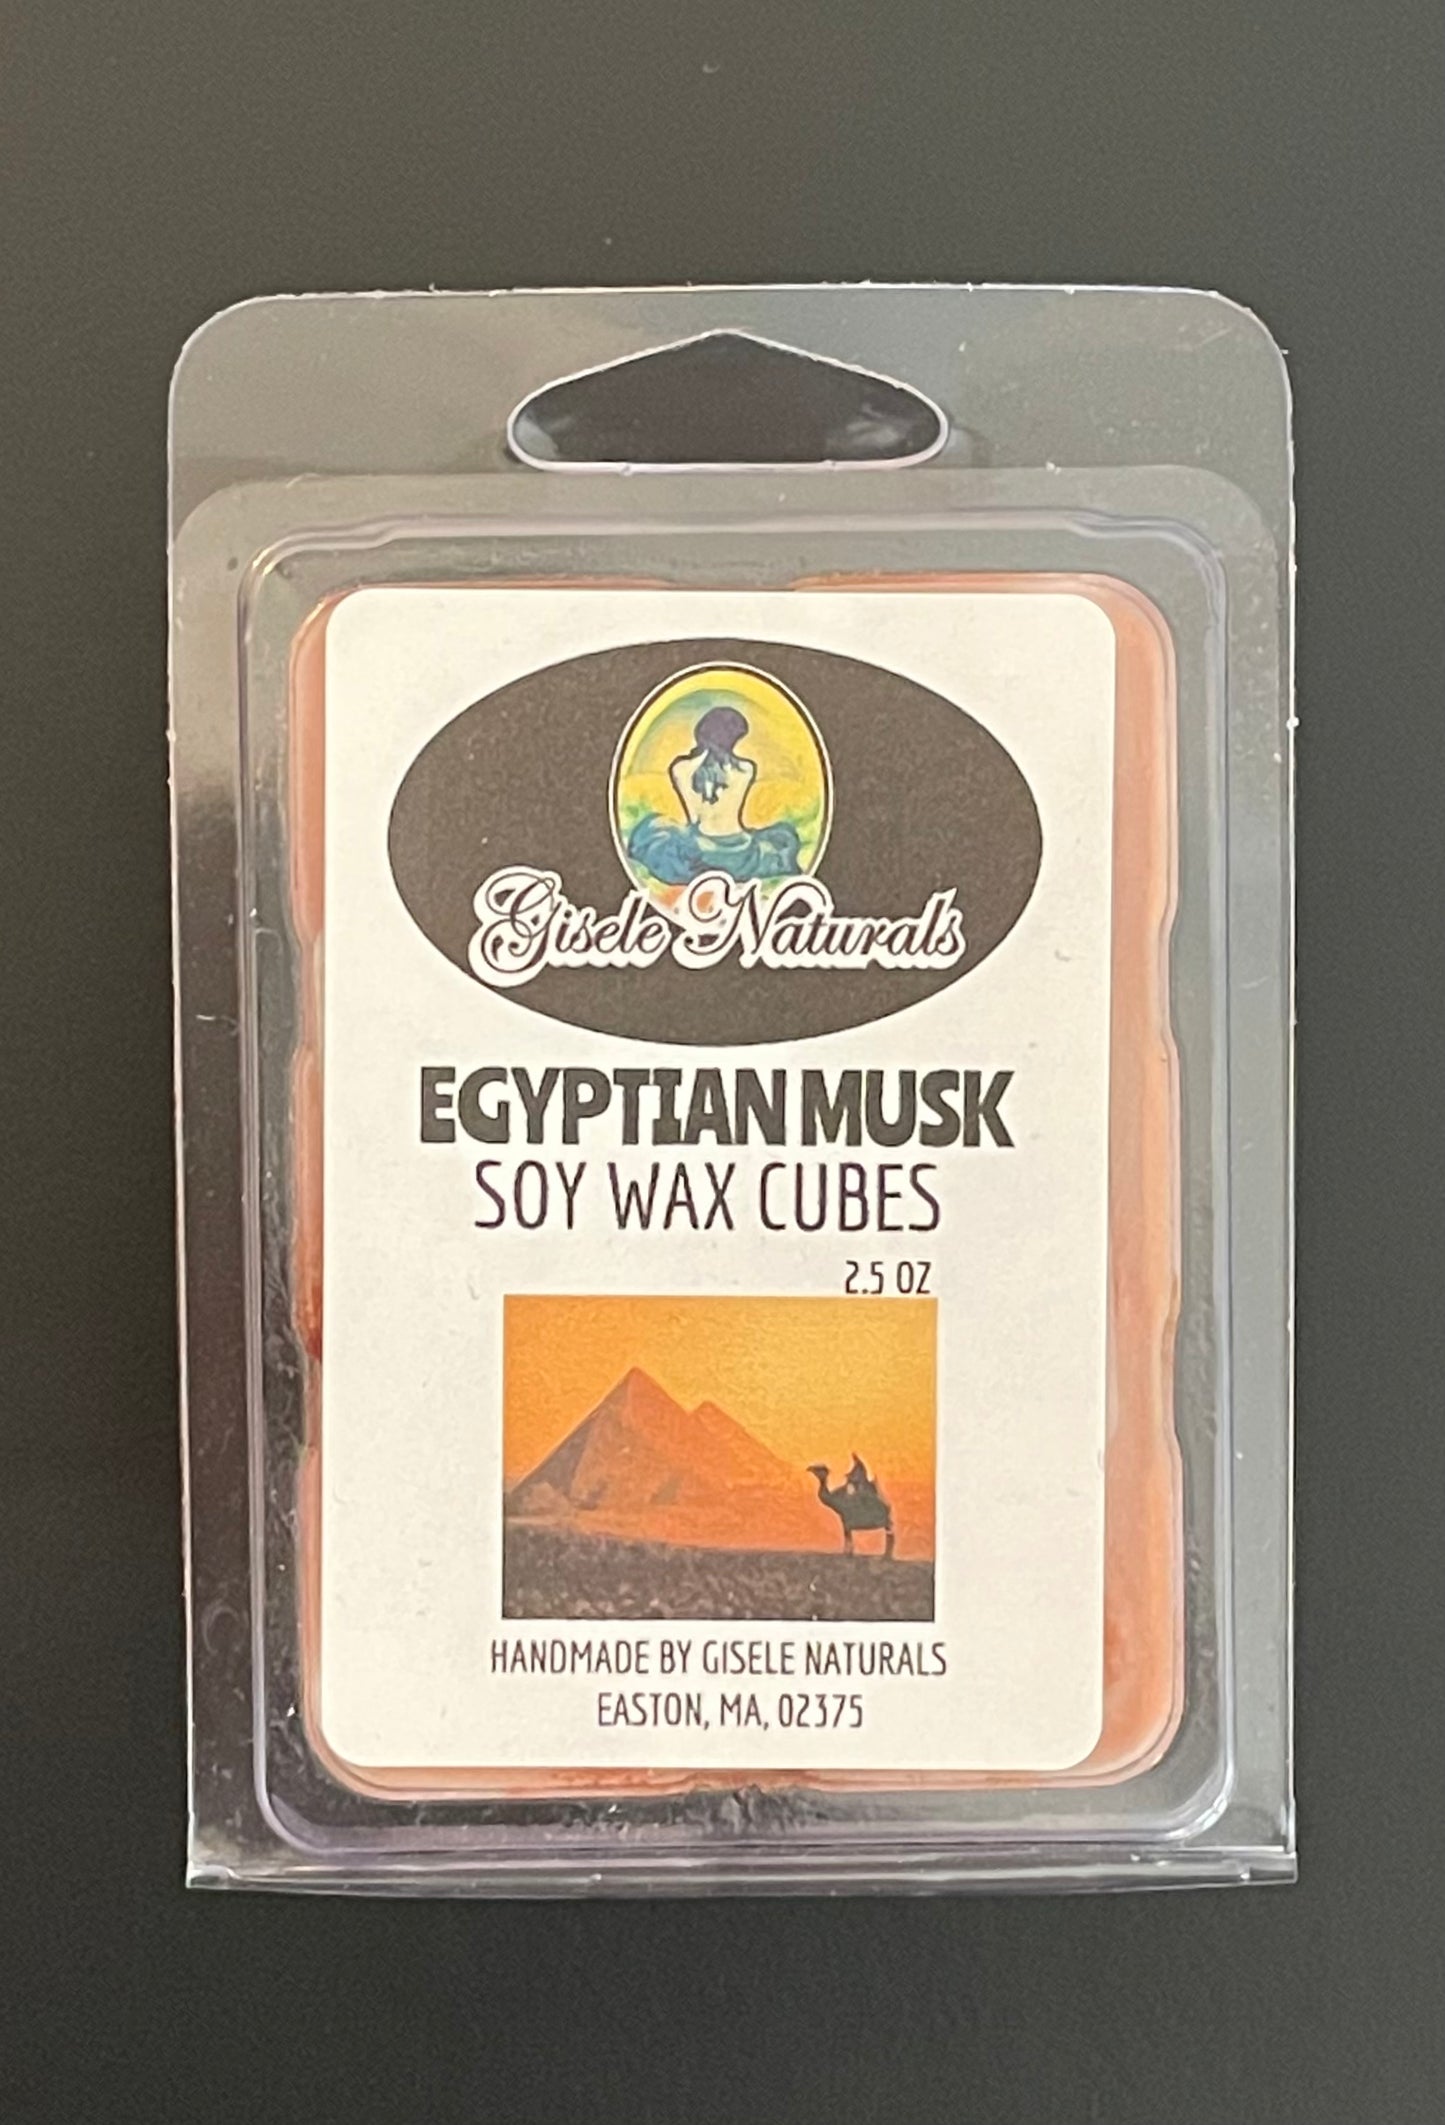 Gisele Naturals
EGYPTIAN MUSK
SOY WAX CUBES
2.5 OZ
HANDMADE BY GISELE NATURALS
EASTON, MA, 02375